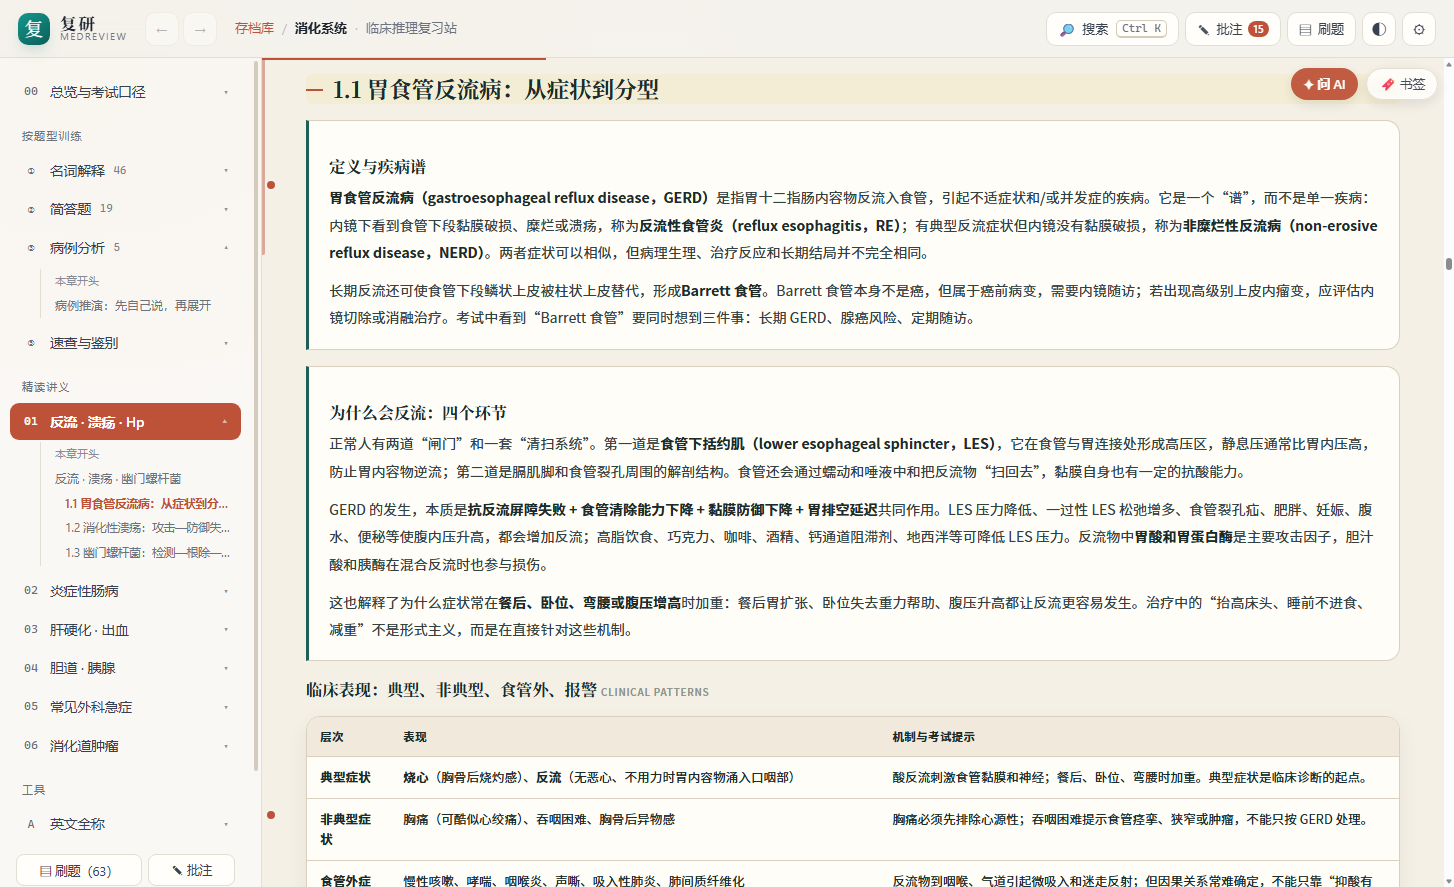 复 复研
MEDREVIEW
← →
存档库 / 消化系统 · 临床推理复习站
搜索 Ctrl K
批注 15
刷题
00 总览与考试口径
按题型训练
名词解释 46
简答题 19
病例分析 5
本章开头
病例推演：先自己说，再展开
速查与鉴别
精读讲义
01 反流 · 溃疡 · Hp
本章开头
反流 · 溃疡 · 幽门螺杆菌
1.1 胃食管反流病：从症状到分...
1.2 消化性溃疡：攻击—防御失...
1.3 幽门螺杆菌：检测—根除—...
02 炎症性肠病
03 肝硬化 · 出血
04 胆道 · 胰腺
05 常见外科急症
06 消化道肿瘤
工具
A 英文全称
刷题（63）
批注
1.1 胃食管反流病：从症状到分型
问 AI
书签
定义与疾病谱
胃食管反流病（gastroesophageal reflux disease，GERD）是指胃十二指肠内容物反流入食管，引起不适症状和/或并发症的疾病。它是一个“谱”，而不是单一疾病：
内镜下看到食管下段黏膜破损、糜烂或溃疡，称为反流性食管炎（reflux esophagitis，RE）；有典型反流症状但内镜没有黏膜破损，称为非糜烂性反流病（non-erosive
reflux disease，NERD）。两者症状可以相似，但病理生理、治疗反应和长期结局并不完全相同。
长期反流还可使食管下段鳞状上皮被柱状上皮替代，形成Barrett 食管。Barrett 食管本身不是癌，但属于癌前病变，需要内镜随访；若出现高级别上皮内瘤变，应评估内
镜切除或消融治疗。考试中看到“Barrett 食管”要同时想到三件事：长期 GERD、腺癌风险、定期随访。
为什么会反流：四个环节
正常人有两道“闸门”和一套“清扫系统”。第一道是食管下括约肌（lower esophageal sphincter，LES），它在食管与胃连接处形成高压区，静息压通常比胃内压高，
防止胃内容物逆流；第二道是膈肌脚和食管裂孔周围的解剖结构。食管还会通过蠕动和唾液中和把反流物“扫回去”，黏膜自身也有一定的抗酸能力。
GERD 的发生，本质是抗反流屏障失败 + 食管清除能力下降 + 黏膜防御下降 + 胃排空延迟共同作用。LES 压力降低、一过性 LES 松弛增多、食管裂孔疝、肥胖、妊娠、腹
水、便秘等使腹内压升高，都会增加反流；高脂饮食、巧克力、咖啡、酒精、钙通道阻滞剂、地西泮等可降低 LES 压力。反流物中胃酸和胃蛋白酶是主要攻击因子，胆汁
酸和胰酶在混合反流时也参与损伤。
这也解释了为什么症状常在餐后、卧位、弯腰或腹压增高时加重：餐后胃扩张、卧位失去重力帮助、腹压升高都让反流更容易发生。治疗中的“抬高床头、睡前不进食、
减重”不是形式主义，而是在直接针对这些机制。
临床表现：典型、非典型、食管外、报警 CLINICAL PATTERNS
层次 表现 机制与考试提示
典型症状 烧心（胸骨后烧灼感）、反流（无恶心、不用力时胃内容物涌入口咽部） 酸反流刺激食管黏膜和神经；餐后、卧位、弯腰时加重。典型症状是临床诊断的起点。
非典型症状 胸痛（可酷似心绞痛）、吞咽困难、胸骨后异物感 胸痛必须先排除心源性；吞咽困难提示食管痉挛、狭窄或肿瘤，不能只按 GERD 处理。
食管外症 慢性咳嗽、哮喘、咽喉炎、声嘶、吸入性肺炎、肺间质纤维化 反流物到咽喉、气道引起微吸入和迷走反射；但因果关系常难确定，不能只靠“抑酸有